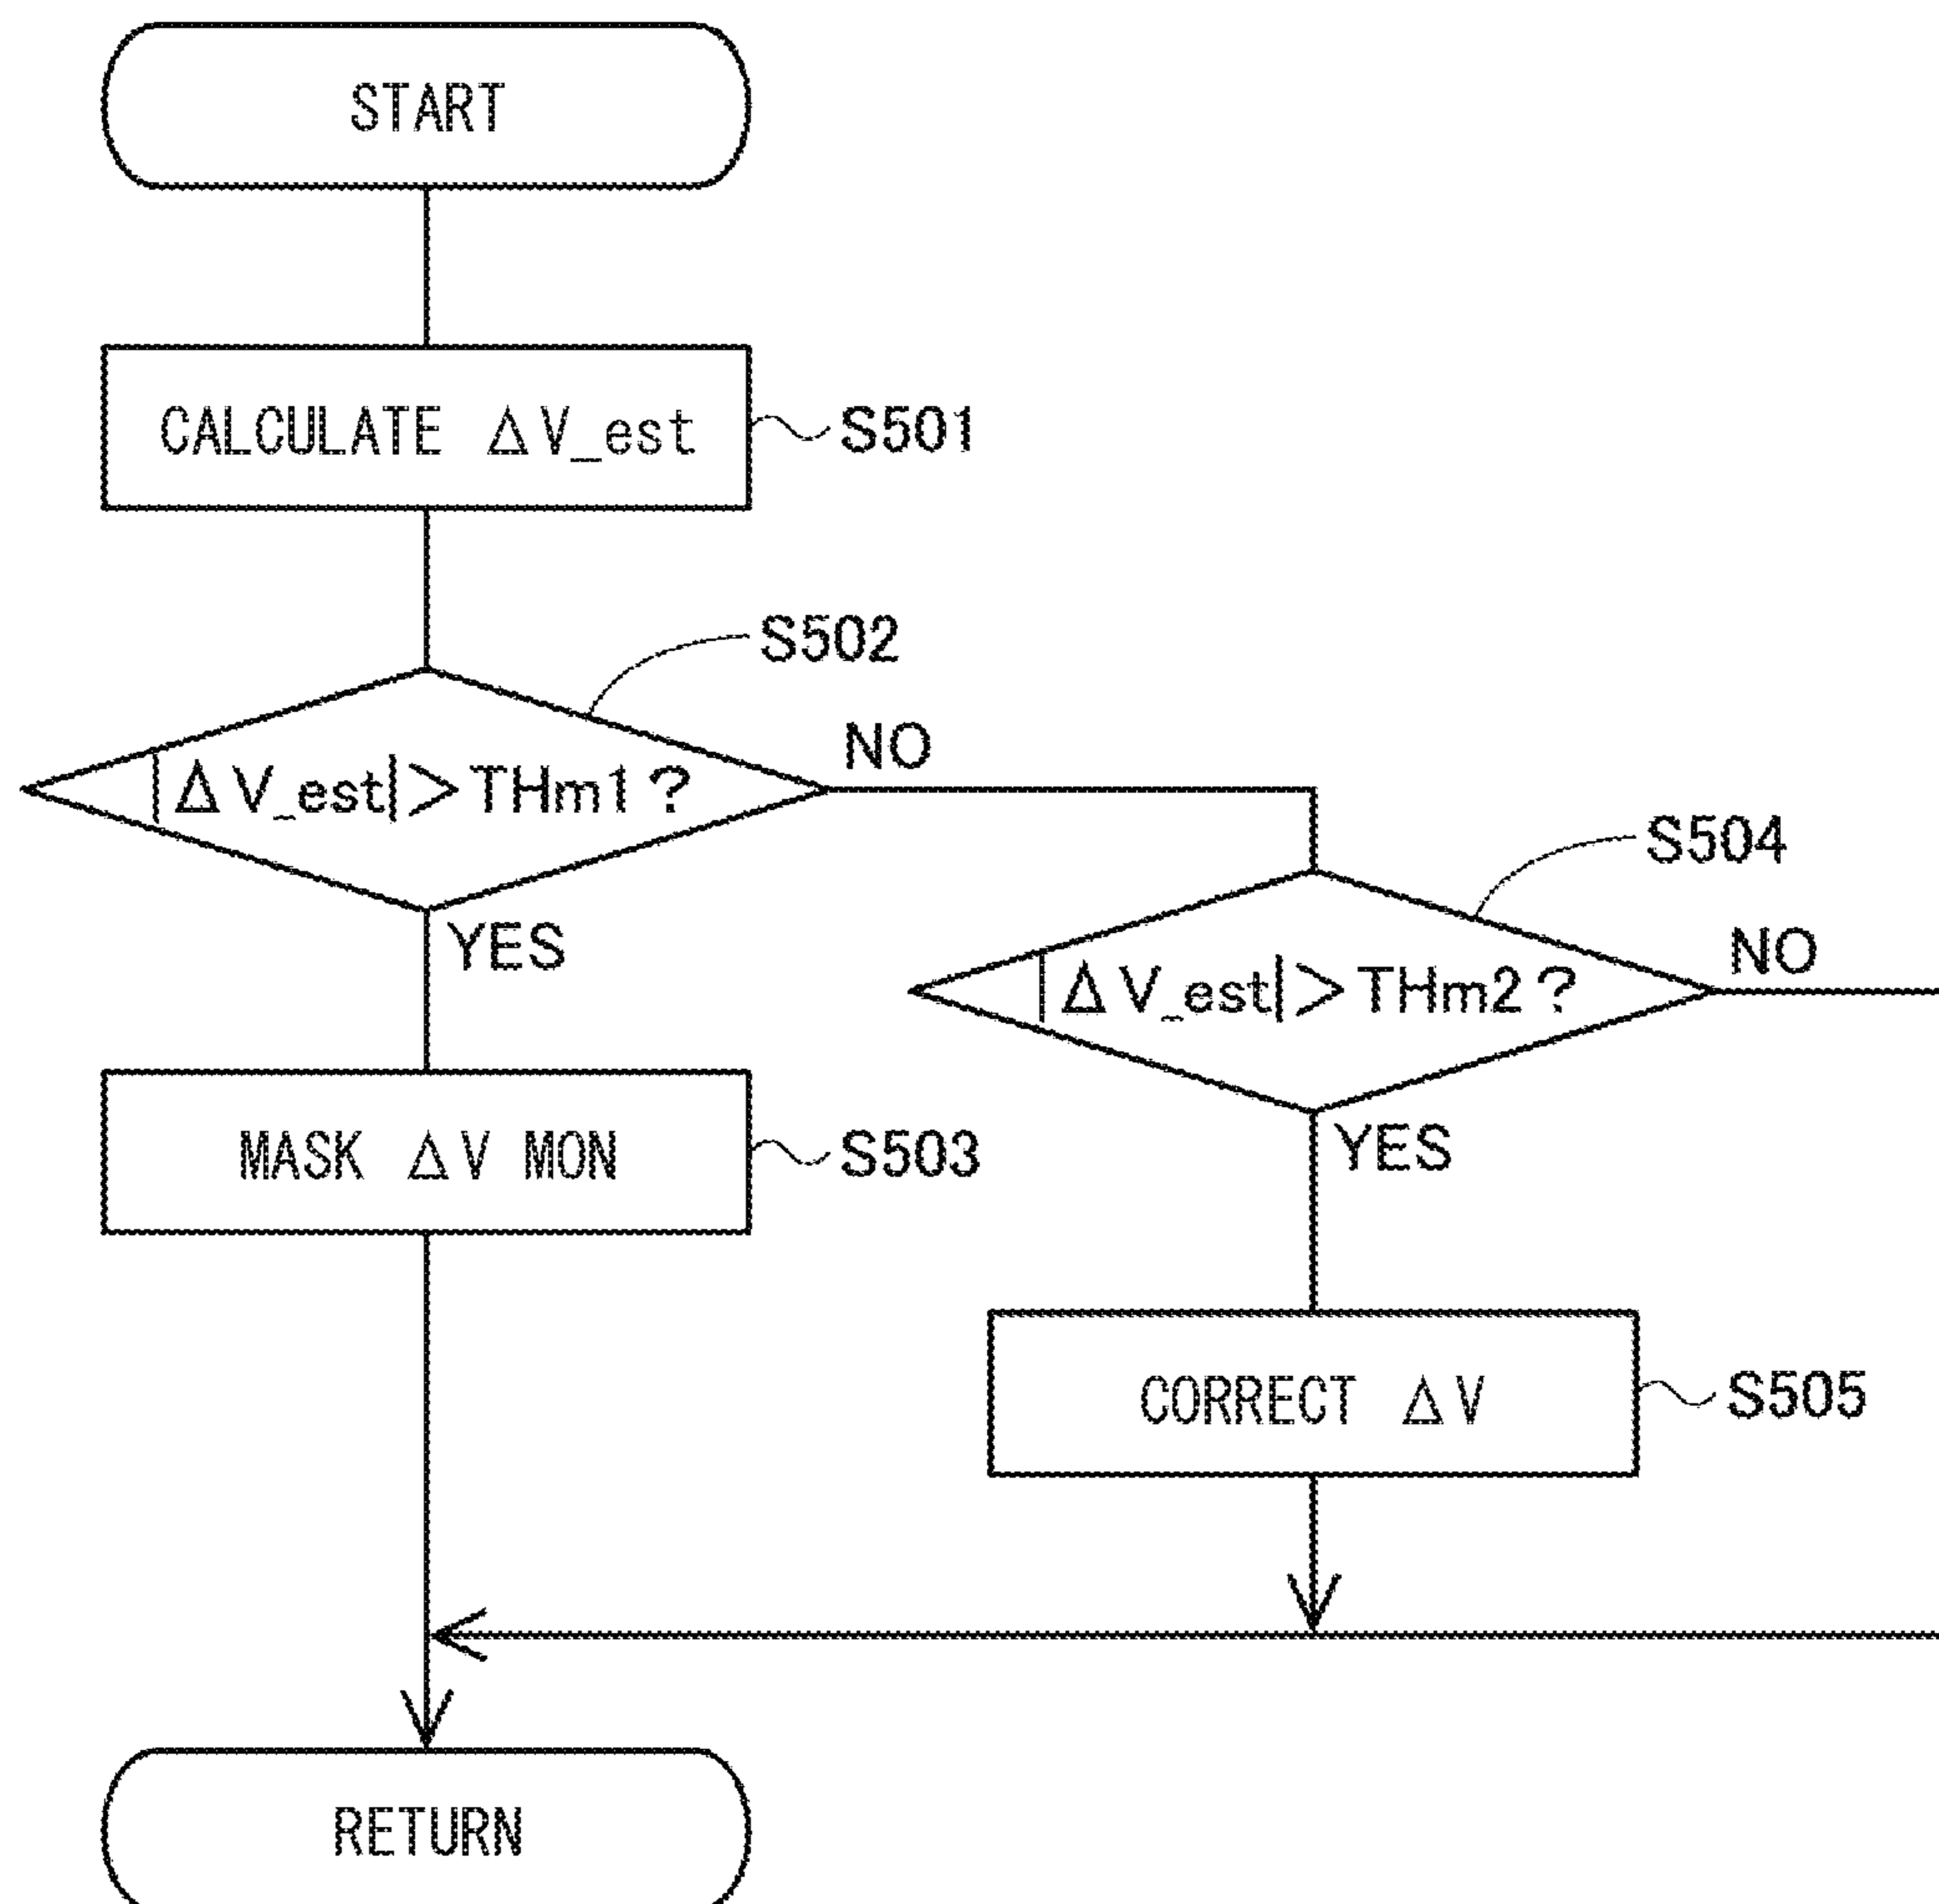 START
CALCULATE ΔV_est
S501
S502
|ΔV_est|>THm1?
NO
YES
S504
|ΔV_est|>THm2?
NO
YES
MASK ΔV MON
S503
CORRECT ΔV
S505
RETURN